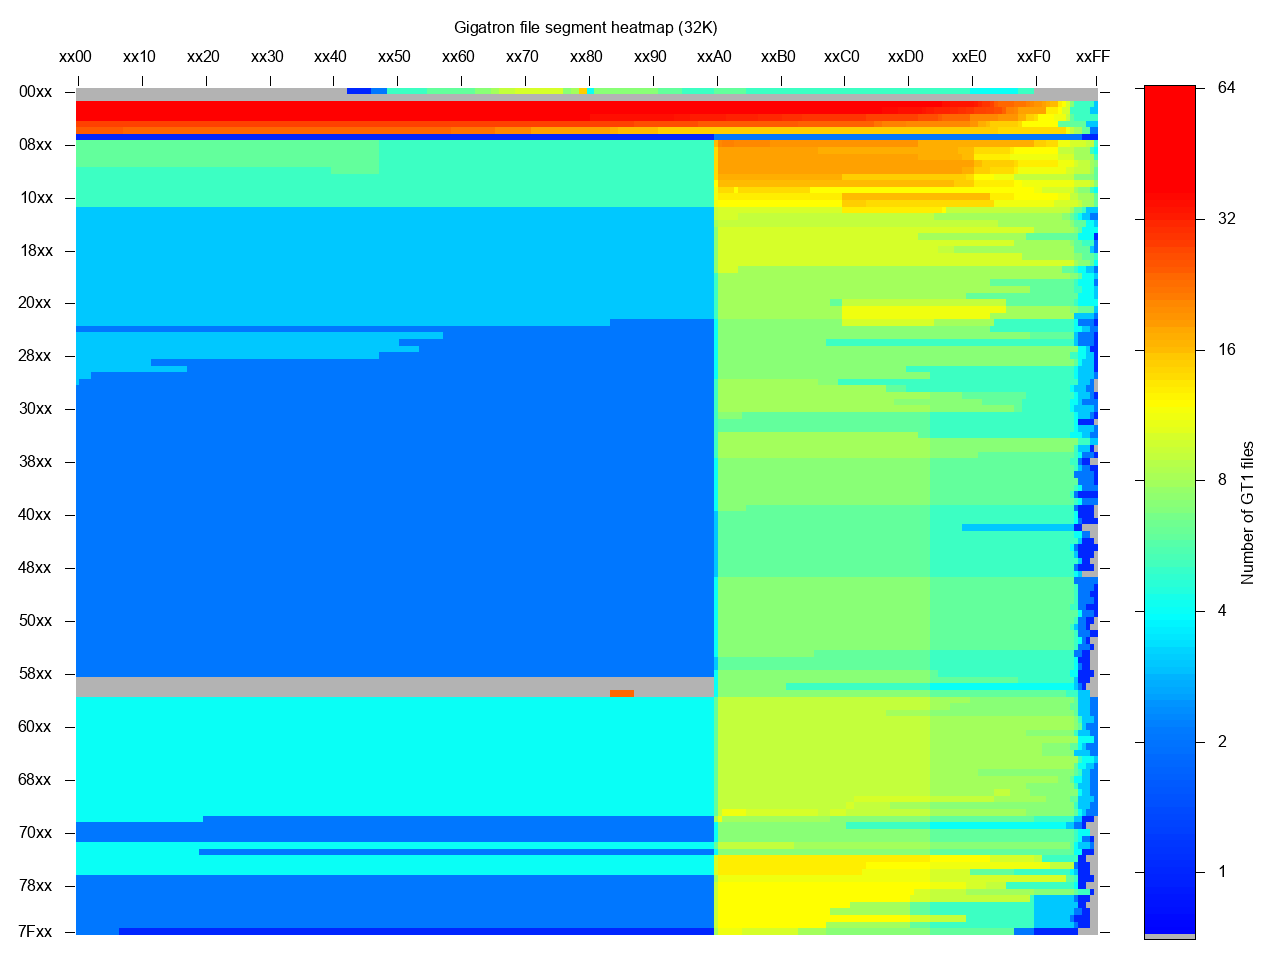 Gigatron file segment heatmap (32K)
xx00 xx10 xx20 xx30 xx40 xx50 xx60 xx70 xx80 xx90 xxA0 xxB0 xxC0 xxD0 xxE0 xxF0 xxFF
00xx
08xx
10xx
18xx
20xx
28xx
30xx
38xx
40xx
48xx
50xx
58xx
60xx
68xx
70xx
78xx
7Fxx
64
32
16
8
4
2
1
Number of GT1 files